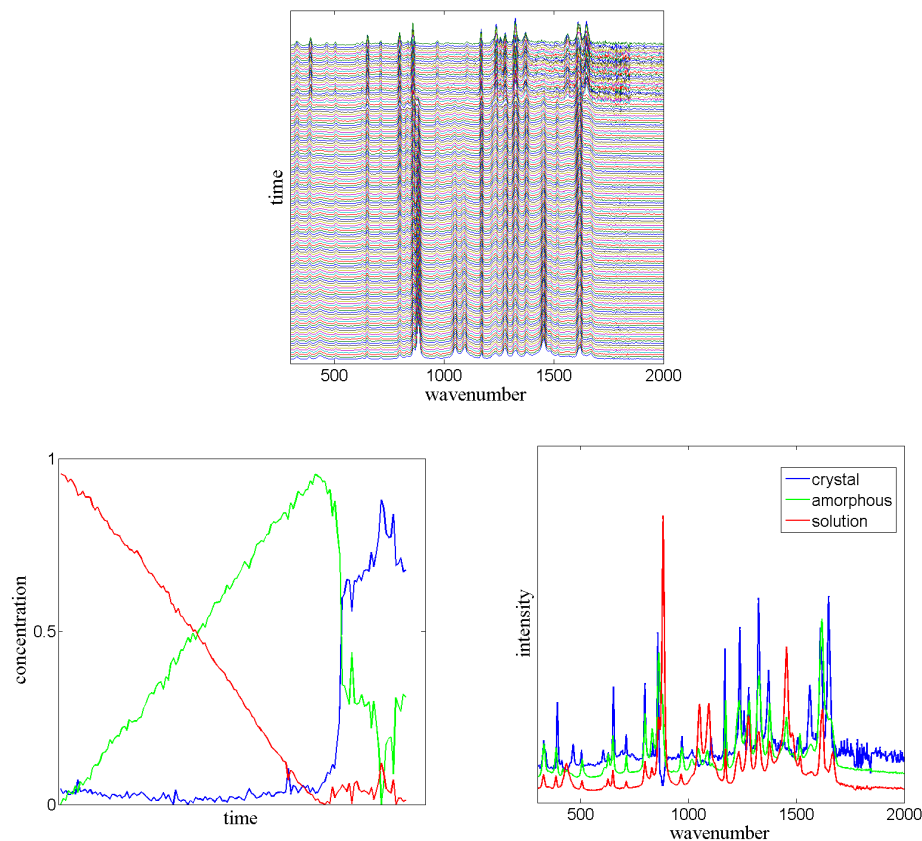 time
500
1000
1500
2000
wavenumber
1
0.5
0
concentration
time
crystal
amorphous
solution
intensity
500
1000
1500
2000
wavenumber